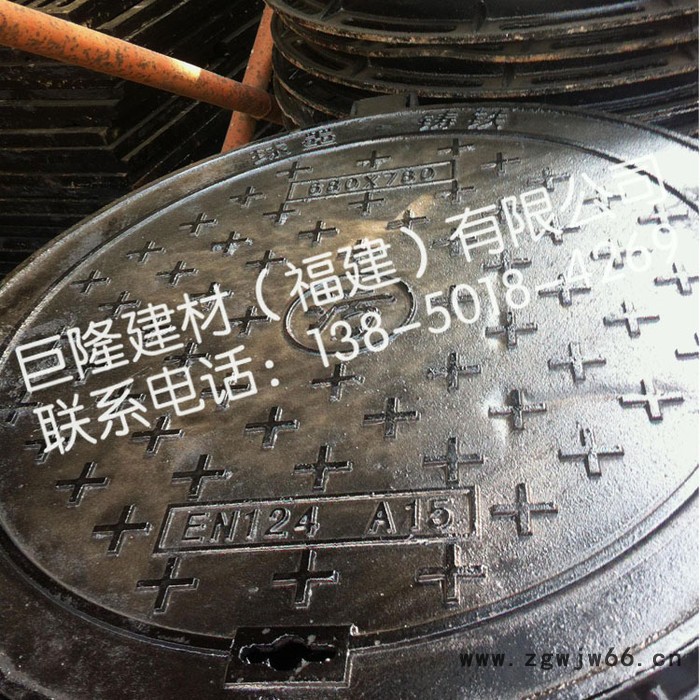 球墨 铸铁
680X780
巨隆建材（福建）有限公司
联系电话：138-5018-4269
EN124 A15
www.zgwjw66.cn